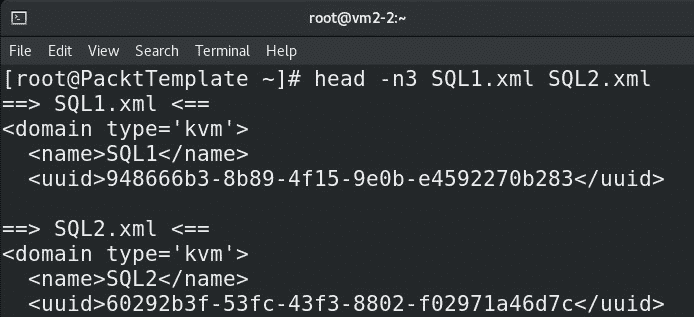 root@vm2-2:~
File Edit View Search Terminal Help
[root@PacktTemplate ~]# head -n3 SQL1.xml SQL2.xml
==> SQL1.xml <==
<domain type='kvm'>
  <name>SQL1</name>
  <uuid>948666b3-8b89-4f15-9e0b-e4592270b283</uuid>

==> SQL2.xml <==
<domain type='kvm'>
  <name>SQL2</name>
  <uuid>60292b3f-53fc-43f3-8802-f02971a46d7c</uuid>